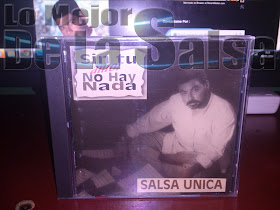 Lo Mejor
De la Salsa
Sin tu
No Hay
Nada
SALSA UNICA